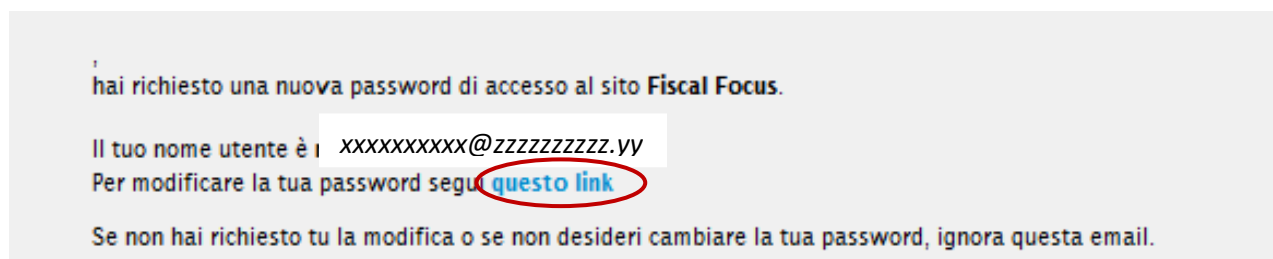 ,
hai richiesto una nuova password di accesso al sito Fiscal Focus.
Il tuo nome utente è xxxxxxxxxx@zzzzzzzzzz.yy
Per modificare la tua password segui questo link
Se non hai richiesto tu la modifica o se non desideri cambiare la tua password, ignora questa email.